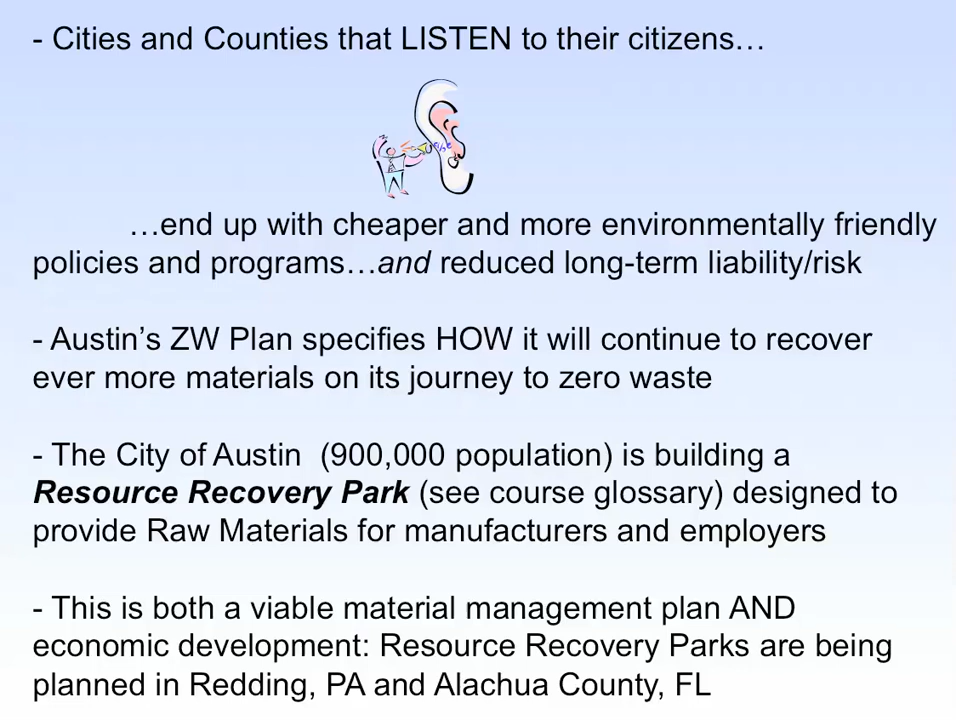 - Cities and Counties that LISTEN to their citizens…
…end up with cheaper and more environmentally friendly
policies and programs…and reduced long-term liability/risk
- Austin’s ZW Plan specifies HOW it will continue to recover
ever more materials on its journey to zero waste
- The City of Austin (900,000 population) is building a
Resource Recovery Park (see course glossary) designed to
provide Raw Materials for manufacturers and employers
- This is both a viable material management plan AND
economic development: Resource Recovery Parks are being
planned in Redding, PA and Alachua County, FL